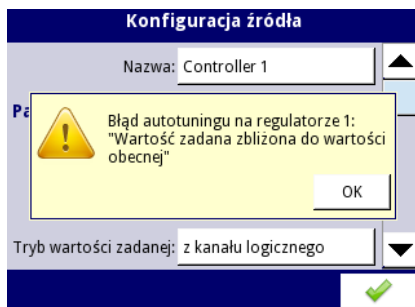 Konfiguracja źródła
Nazwa: Controller 1
Błąd autotuningu na regulatorze 1:
"Wartość zadana zbliżona do wartości
obecnej"
OK
Tryb wartości zadanej: z kanału logicznego